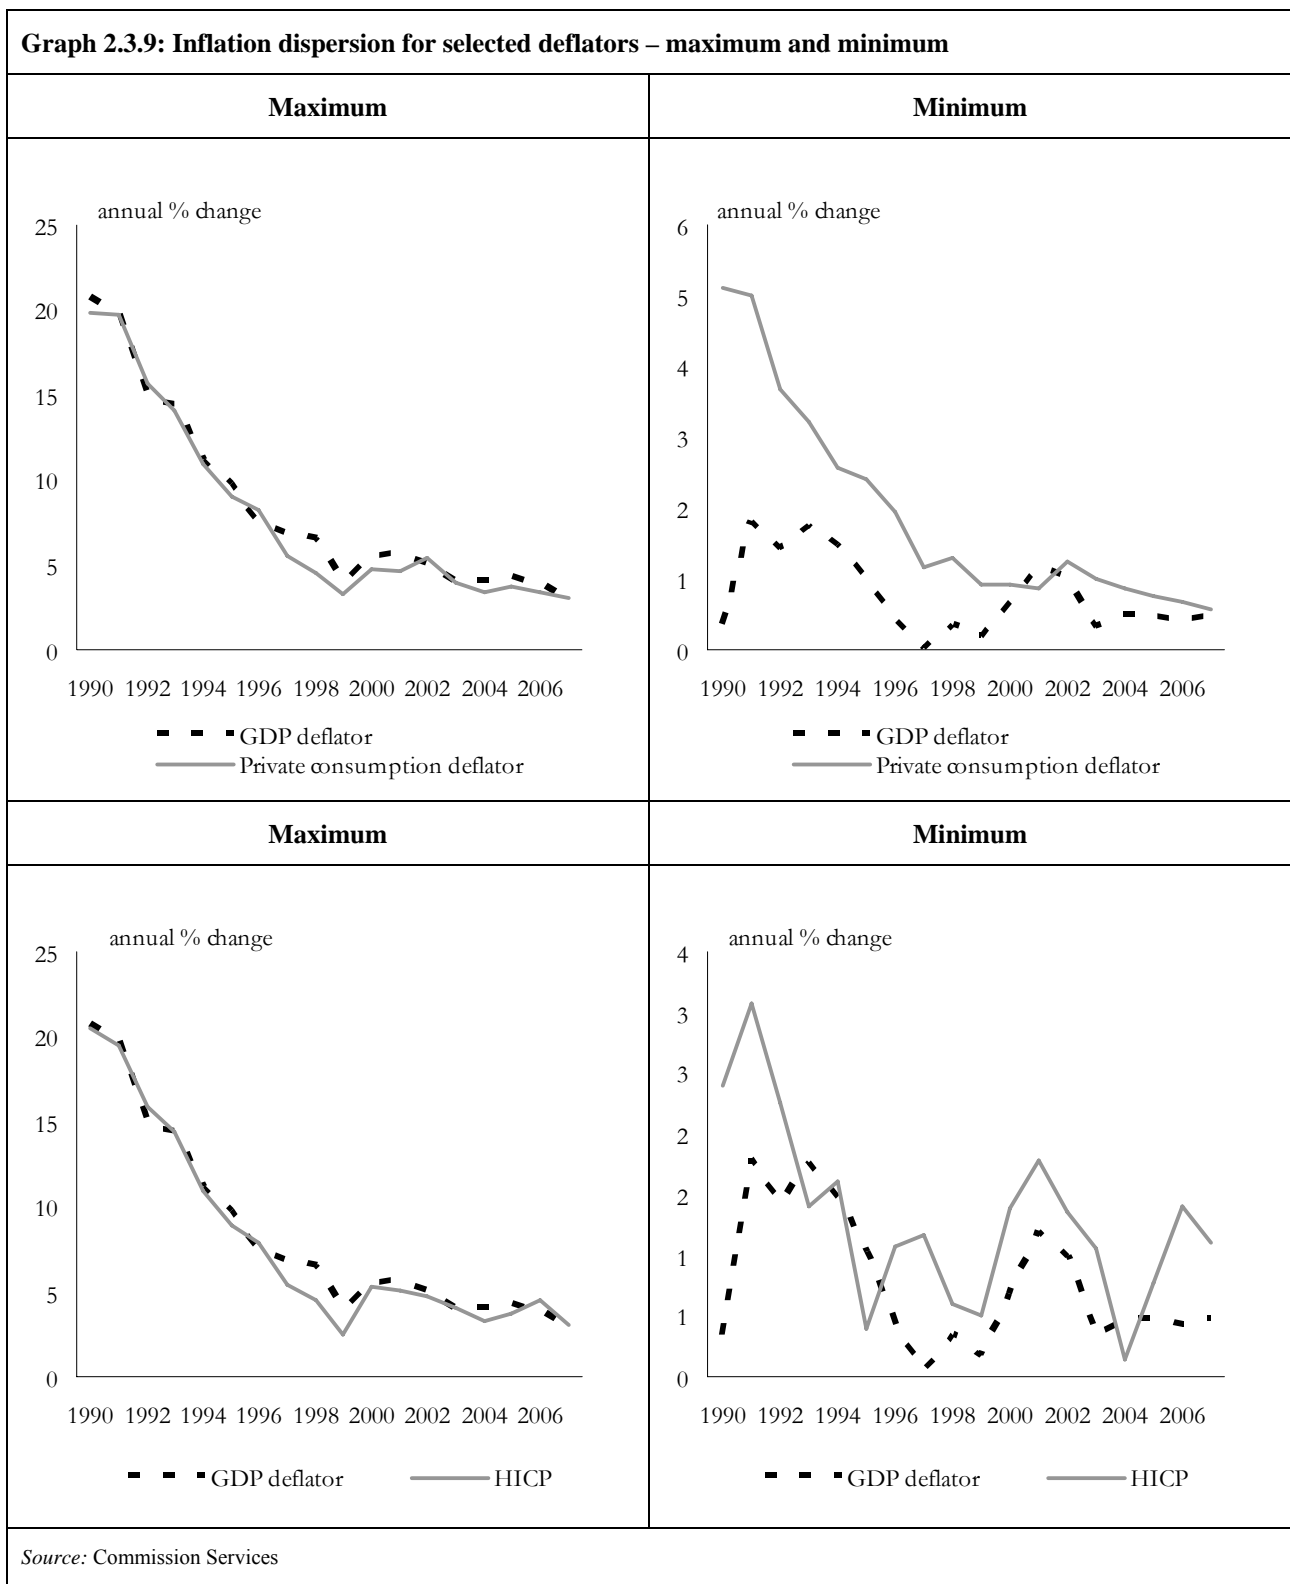 Graph 2.3.9: Inflation dispersion for selected deflators – maximum and minimum
Maximum
annual % change
25
20
15
10
5
0
1990 1992 1994 1996 1998 2000 2002 2004 2006
GDP deflator
Private consumption deflator
Minimum
annual % change
6
5
4
3
2
1
0
1990 1992 1994 1996 1998 2000 2002 2004 2006
GDP deflator
Private consumption deflator
Maximum
annual % change
25
20
15
10
5
0
1990 1992 1994 1996 1998 2000 2002 2004 2006
GDP deflator HICP
Minimum
annual % change
4
3
3
2
2
1
1
0
1990 1992 1994 1996 1998 2000 2002 2004 2006
GDP deflator HICP
Source: Commission Services